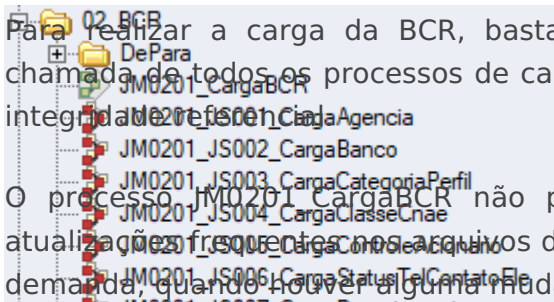 02_BCR
Para realizar a carga da BCR, basta
DePara
chamada de todos os processos de ca
JM0201_CargaBCR
integridade referencial.
JM0201_JS001_CargaAgencia
JM0201_JS002_CargaBanco
JM0201_JS003_CargaCategoriaPerfil
O processo JM0201_CargaBCR não p
JM0201_JS004_CargaClasseCnae
atualizações frequentes nos arquivos d
JM0201_JS005_CargaControleAcionario
demanda, quando houver alguma mud
JM0201_JS006_CargaStatusTelContatoEle